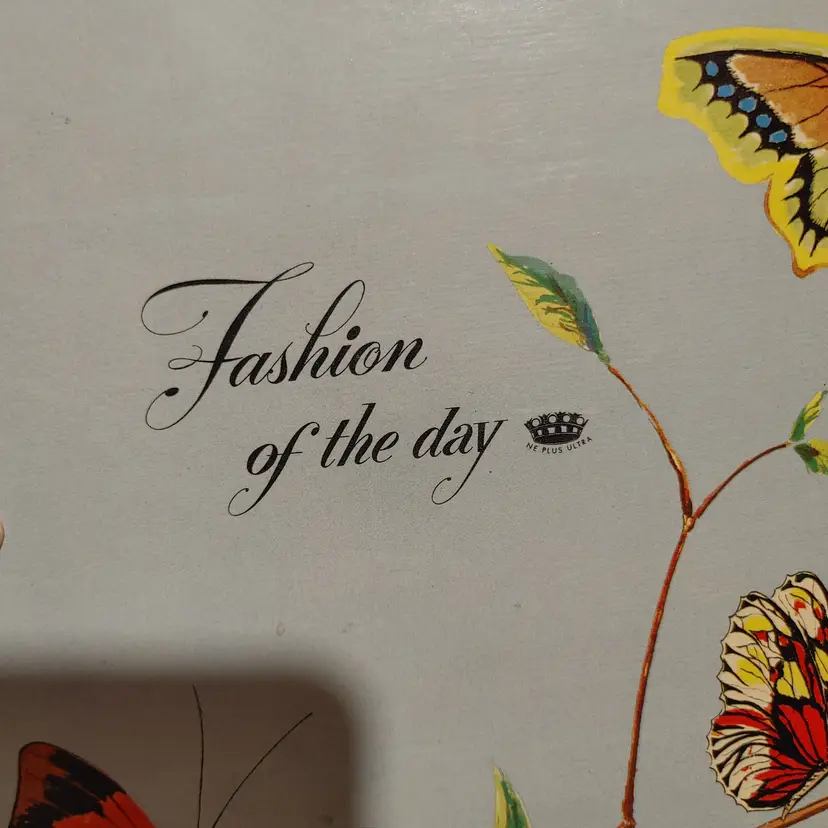 Fashion
of the day
NE PLUS ULTRA